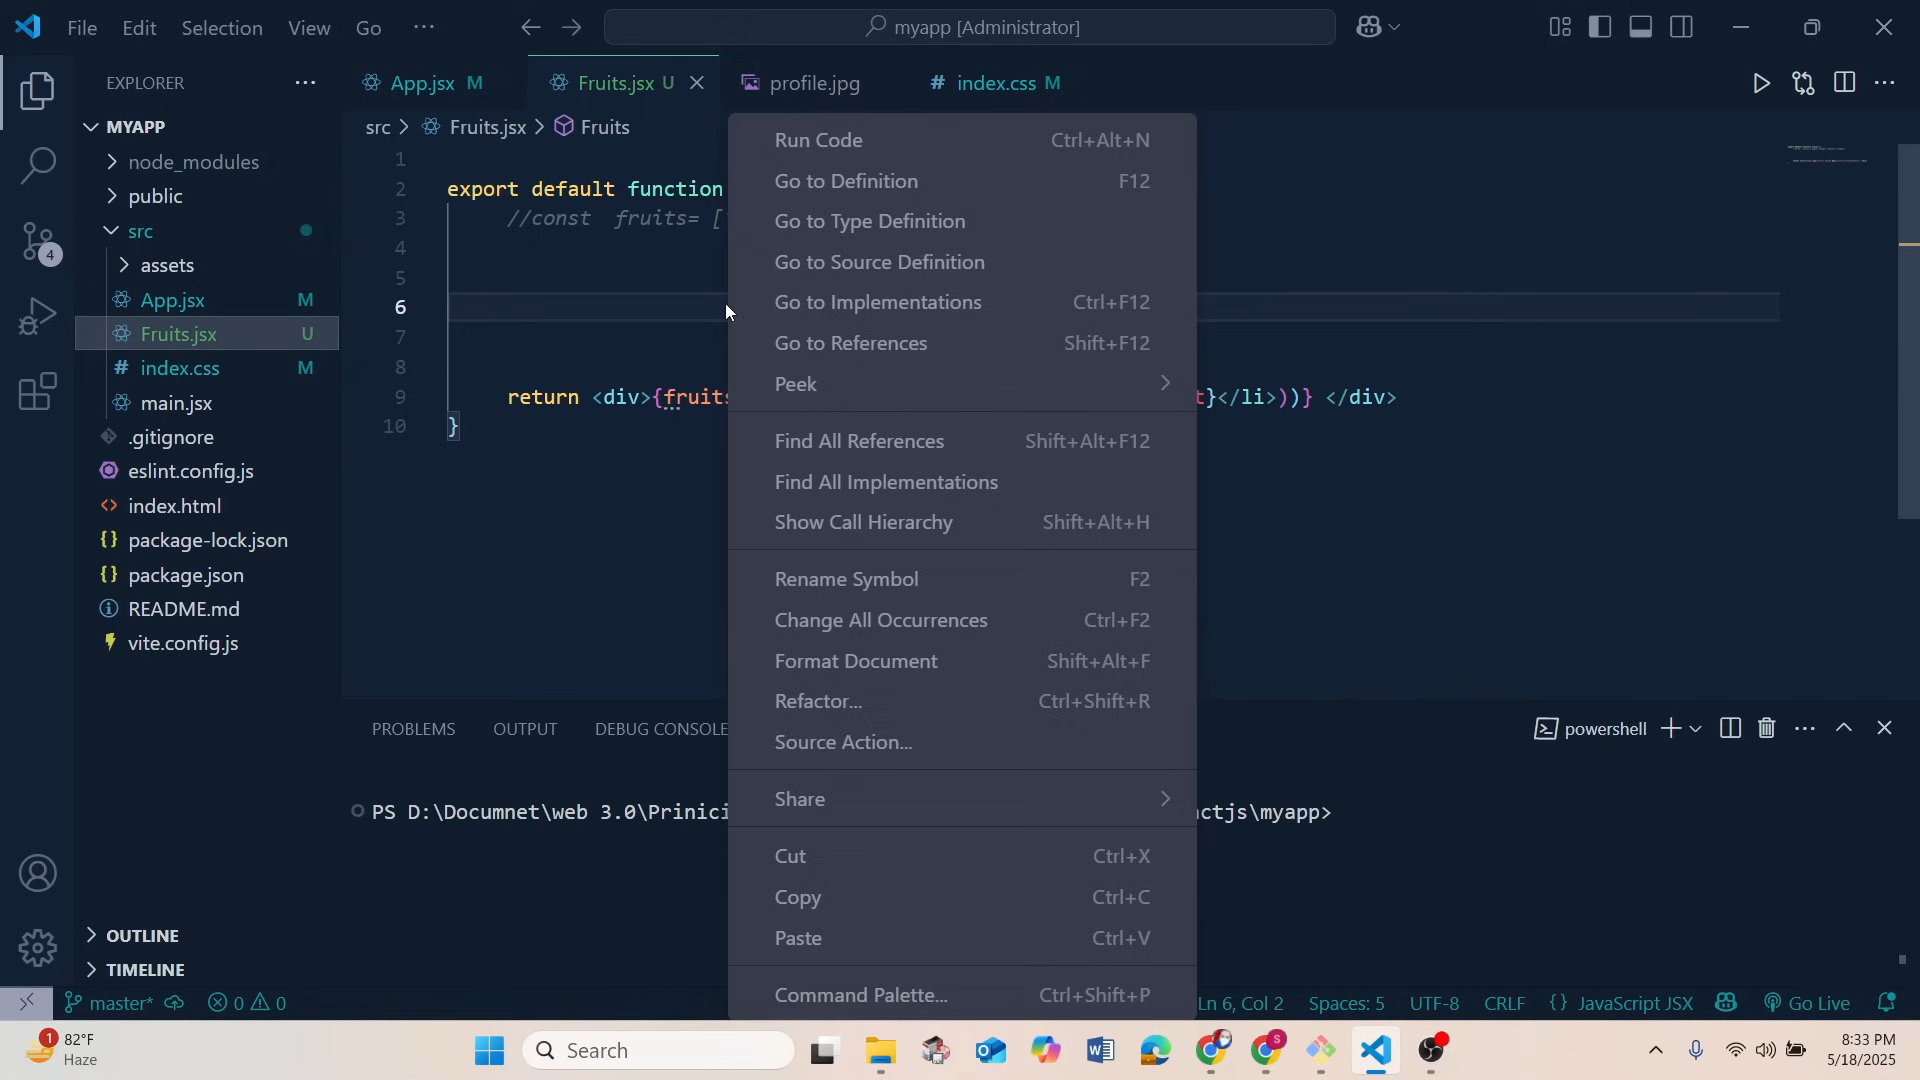 File Edit Selection View Go ··· myapp [Administrator]
EXPLORER ··· App.jsx M Fruits.jsx U profile.jpg # index.css M
MYAPP
node_modules
public
src
assets
App.jsx M
Fruits.jsx U
# index.css M
main.jsx
.gitignore
eslint.config.js
<> index.html
{} package-lock.json
{} package.json
README.md
vite.config.js
OUTLINE
TIMELINE
4
src > Fruits.jsx > Fruits
1
2 export default function
3 //const fruits= [
4
5
6
7
8
9 return <div>{fruits t}</li>))} </div>
10 }
Run Code Ctrl+Alt+N
Go to Definition F12
Go to Type Definition
Go to Source Definition
Go to Implementations Ctrl+F12
Go to References Shift+F12
Peek
Find All References Shift+Alt+F12
Find All Implementations
Show Call Hierarchy Shift+Alt+H
Rename Symbol F2
Change All Occurrences Ctrl+F2
Format Document Shift+Alt+F
Refactor... Ctrl+Shift+R
Source Action...
Share
Cut Ctrl+X
Copy Ctrl+C
Paste Ctrl+V
Command Palette... Ctrl+Shift+P
PROBLEMS OUTPUT DEBUG CONSOLE powershell
PS D:\Documnet\web 3.0\Prinici ctjs\myapp>
master* 0 0 Ln 6, Col 2 Spaces: 5 UTF-8 CRLF {} JavaScript JSX Go Live
1 82°F
Haze
Search
8:33 PM
5/18/2025